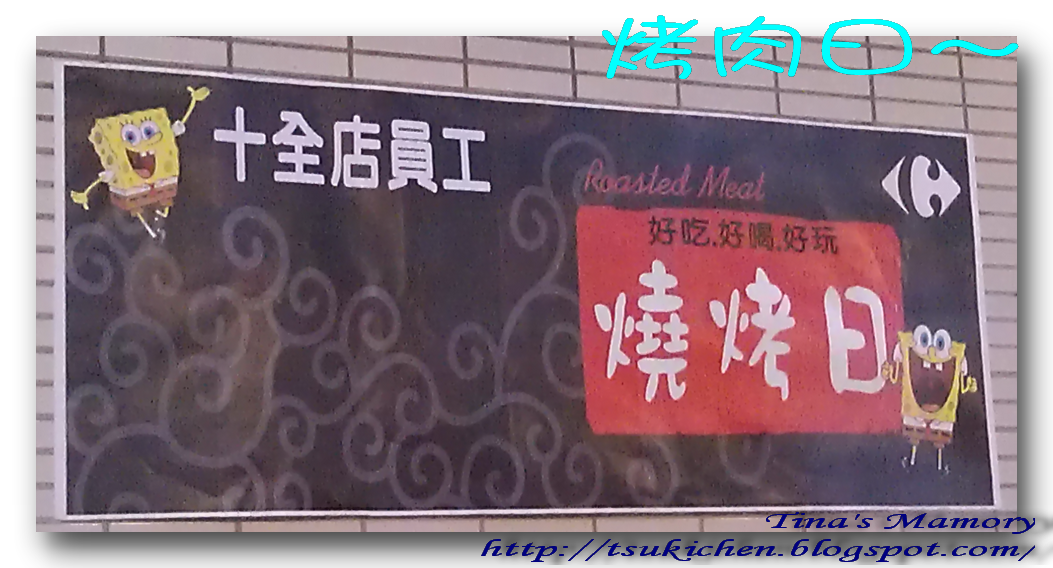 烤肉日～
十全店員工
Roasted Meat
好吃.好喝.好玩
燒烤日
Tina's Mamory
http://tsukichen.blogspot.com/